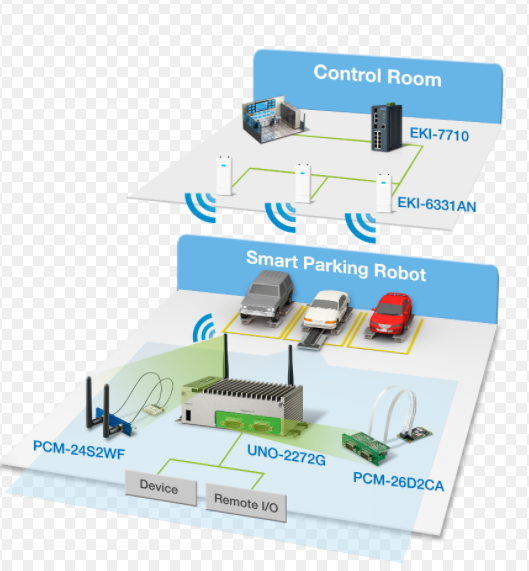 Control Room
EKI-7710
EKI-6331AN
Smart Parking Robot
PCM-24S2WF
UNO-2272G
PCM-26D2CA
Device
Remote I/O